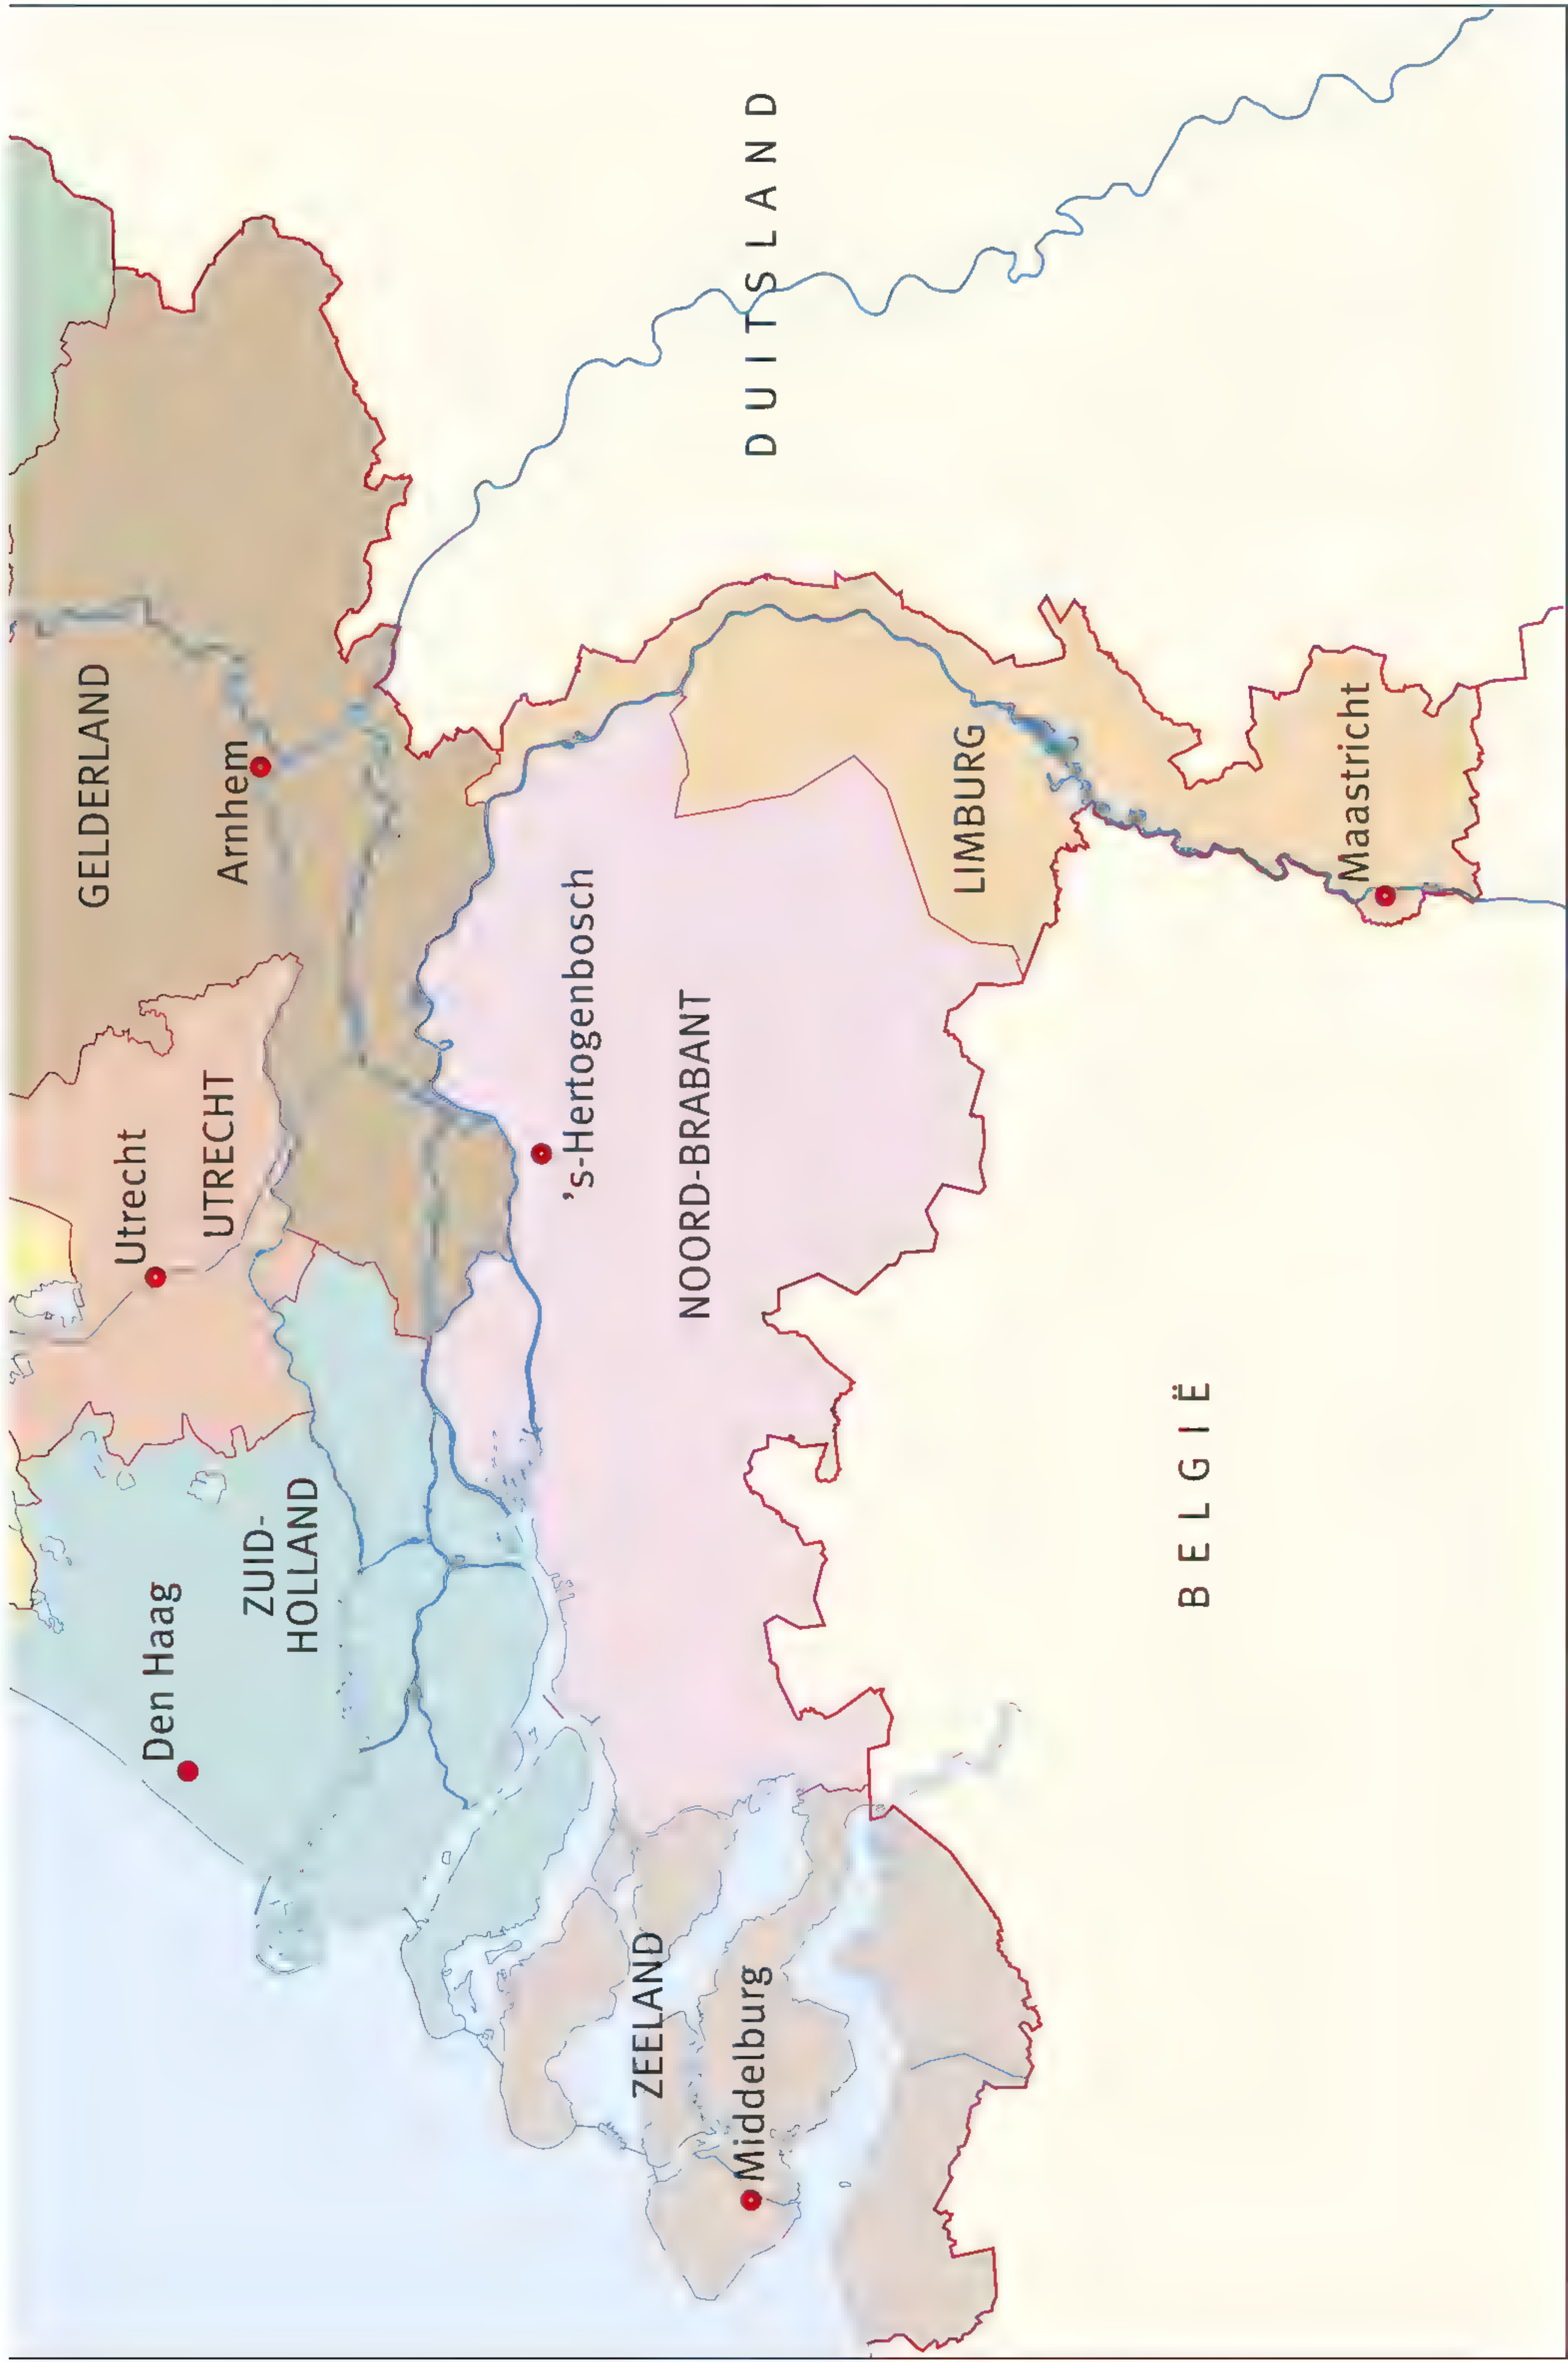 GELDERLAND
Utrecht
Arnhem
UTRECHT
Den Haag
ZUID-
HOLLAND
's-Hertogenbosch
NOORD-BRABANT
DUITSLAND
ZEELAND
Middelburg
LIMBURG
BELGIË
Maastricht